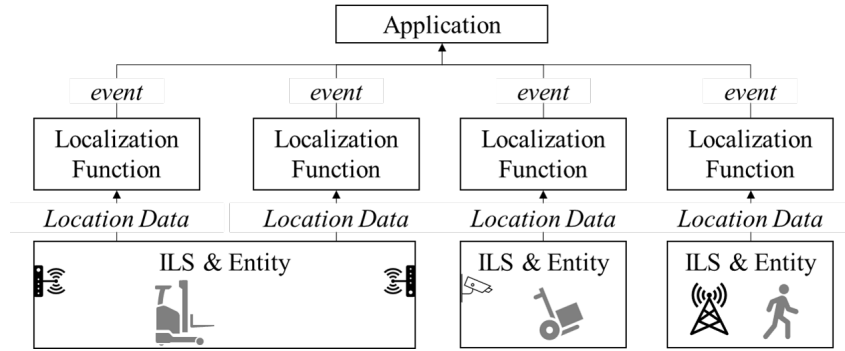 Application
event
event
event
event
Localization
Function
Localization
Function
Localization
Function
Localization
Function
Location Data
Location Data
Location Data
Location Data
ILS & Entity
ILS & Entity
ILS & Entity